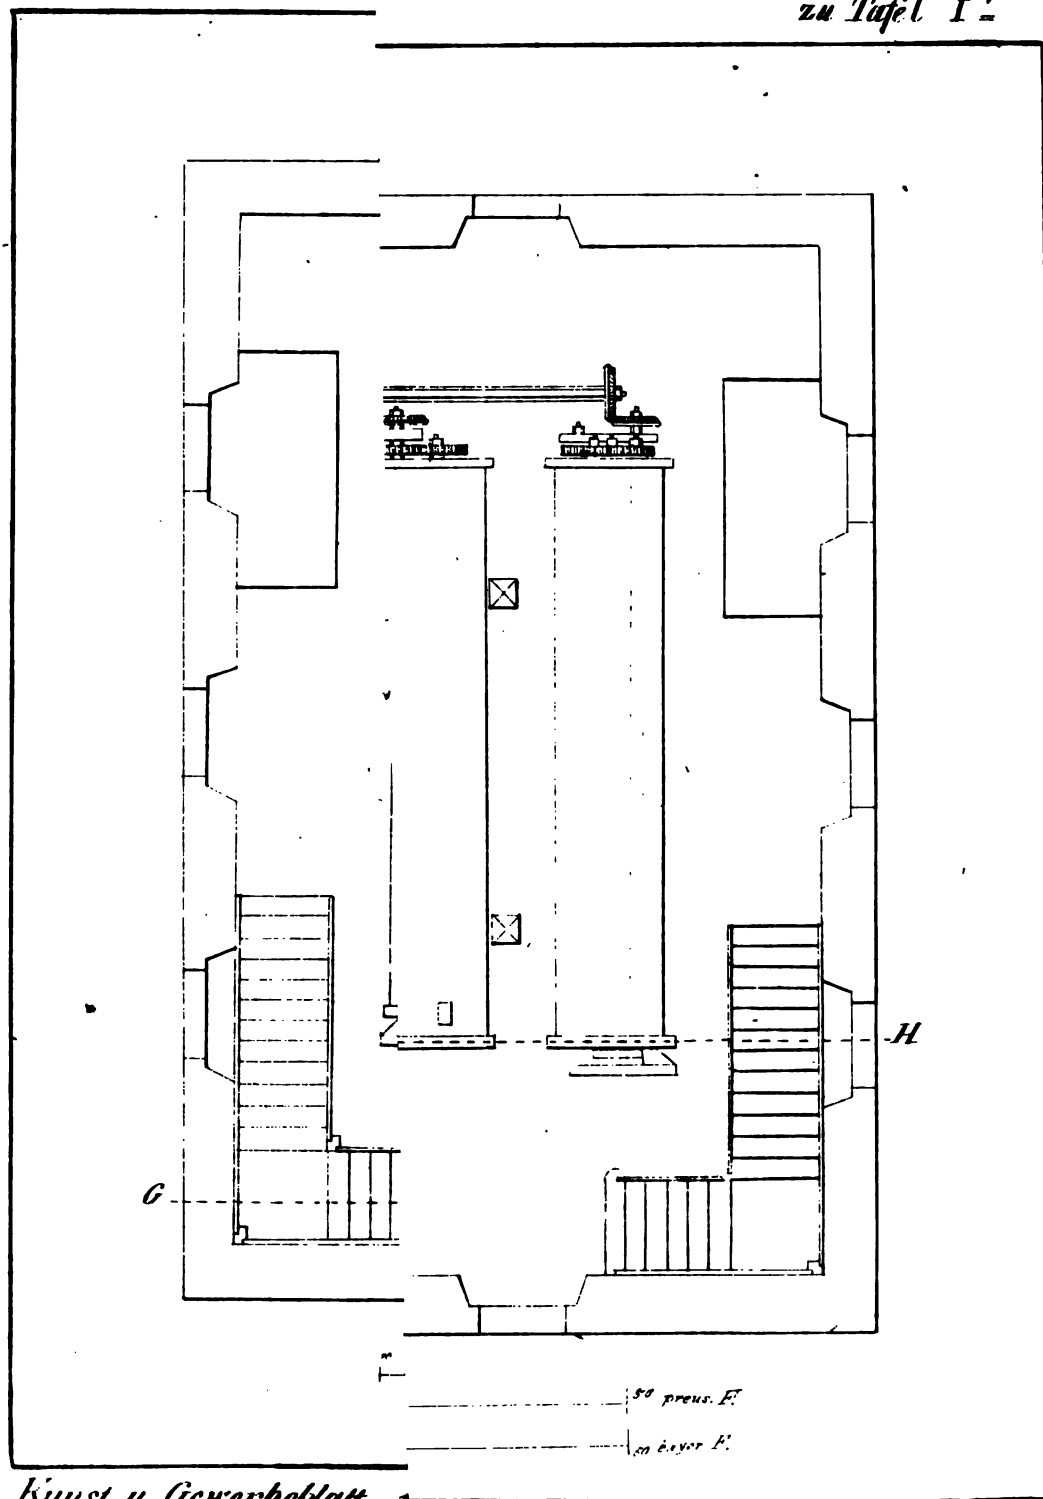 zu Tafel I
H
G
50 preus. F.
50 bayer F.
Kunst u. Gewerbeblatt